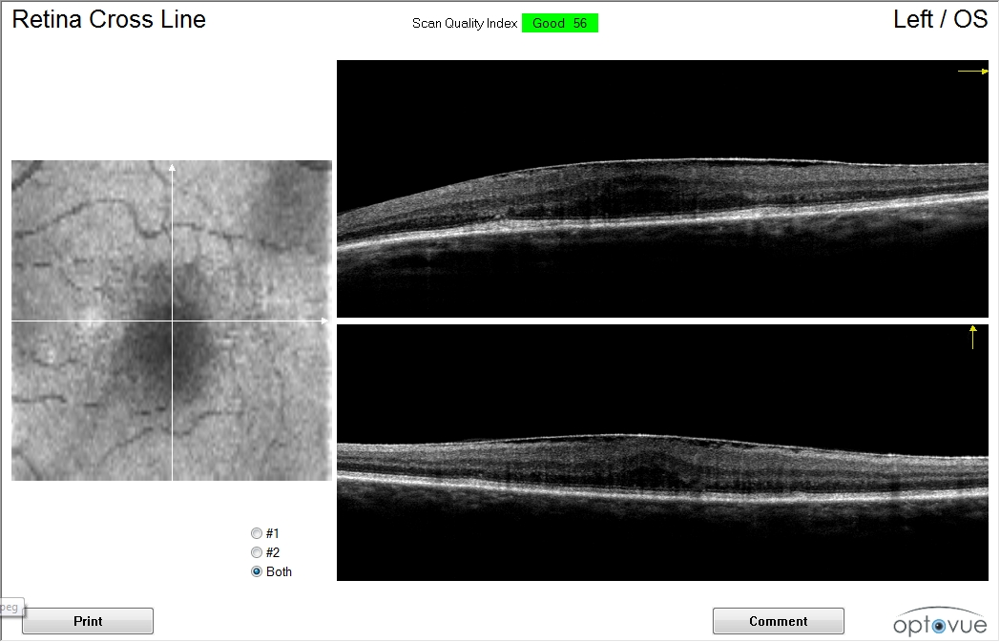 Retina Cross Line
Scan Quality Index Good 56
Left / OS
#1
#2
Both
peg
Print
Comment
optovue